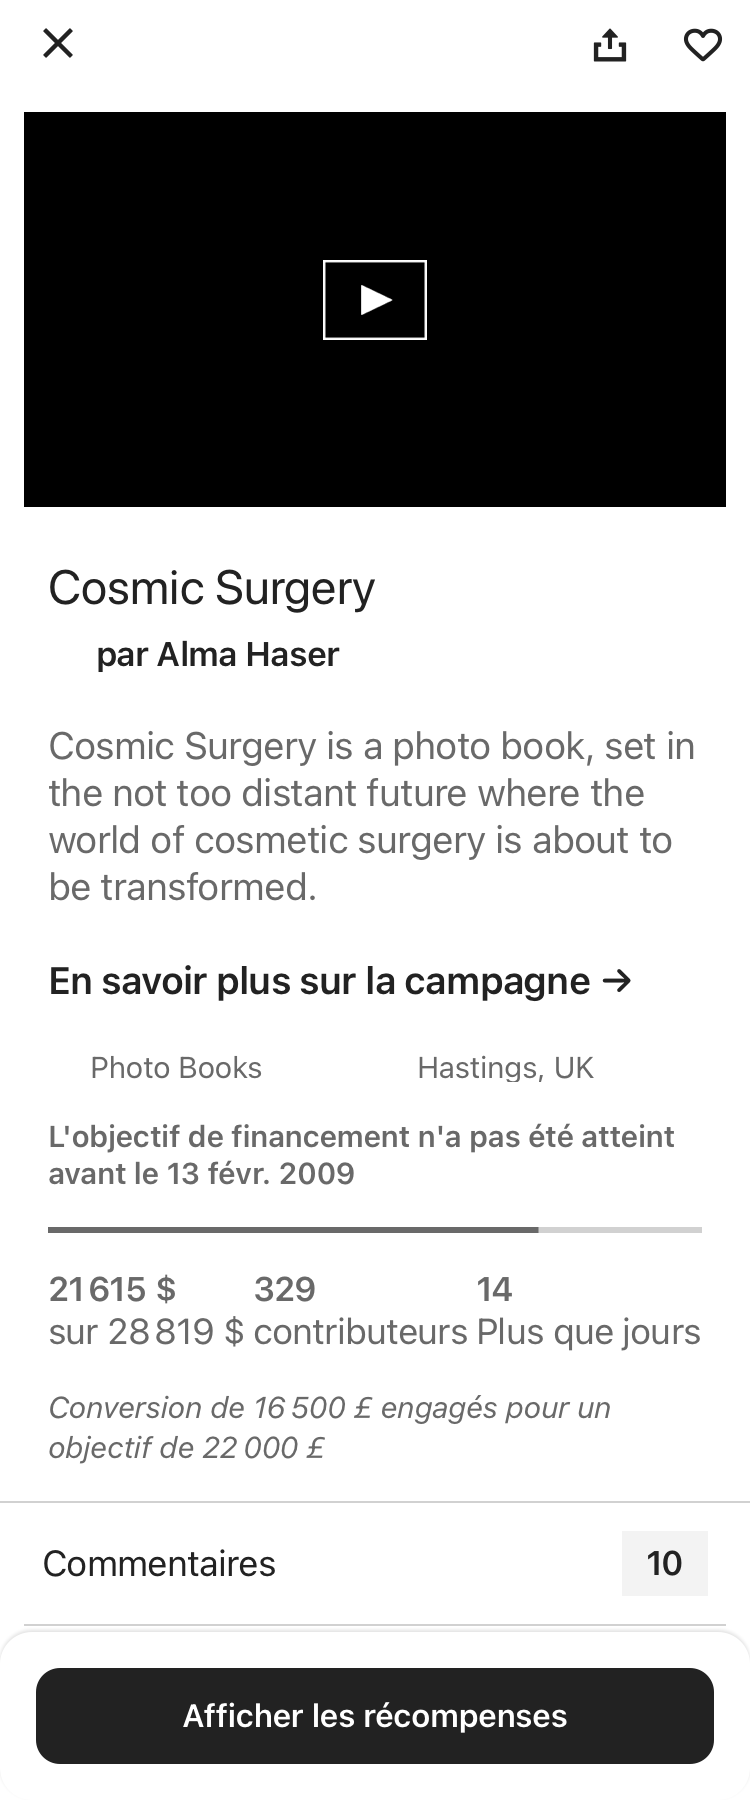 Cosmic Surgery
par Alma Haser
Cosmic Surgery is a photo book, set in
the not too distant future where the
world of cosmetic surgery is about to
be transformed.
En savoir plus sur la campagne →
Photo Books Hastings, UK
L'objectif de financement n'a pas été atteint
avant le 13 févr. 2009
21 615 $ 329 14
sur 28 819 $ contributeurs Plus que jours
Conversion de 16 500 £ engagés pour un
objectif de 22 000 £
Commentaires 10
Afficher les récompenses